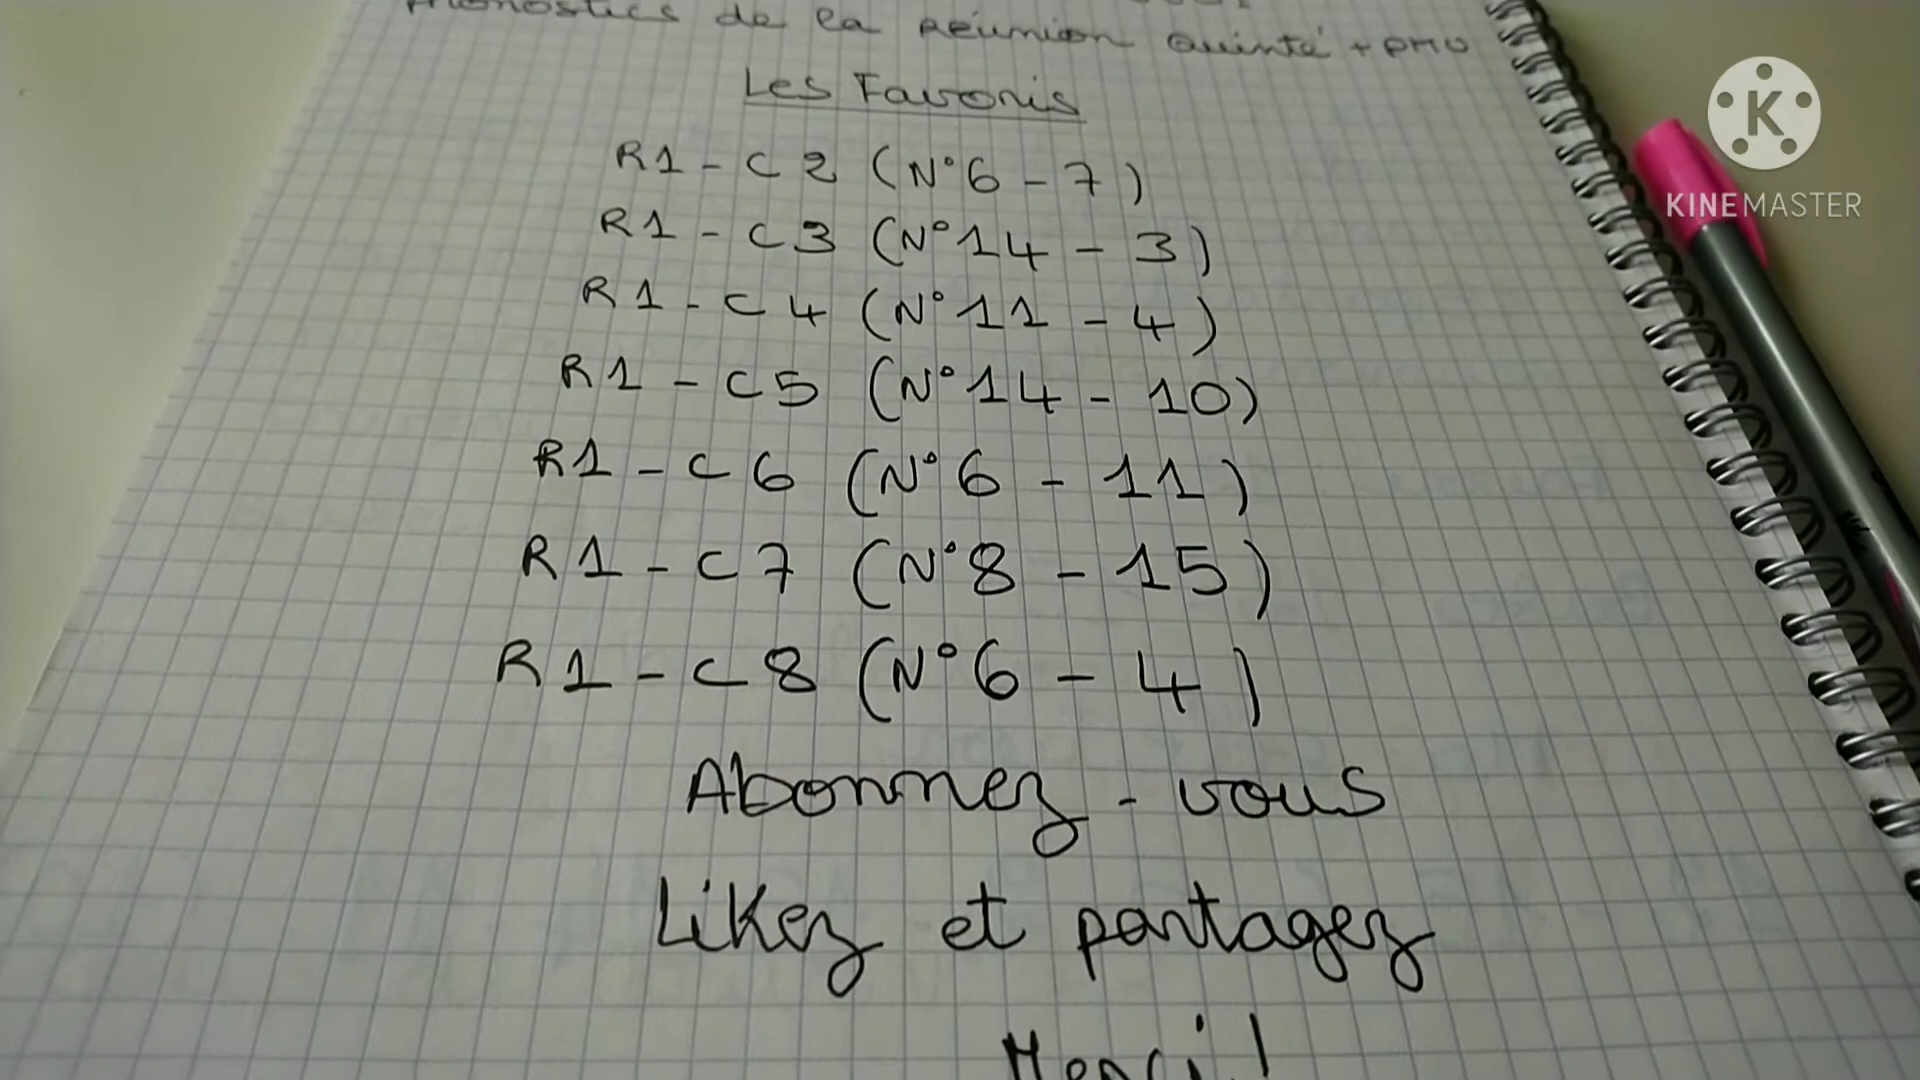 Pronostics de la Réunion Quinté + PMU
Les Favoris
R1 - C2 (N°6 - 7)
R1 - C3 (N°14 - 3)
R1 - C4 (N°11 - 4)
R1 - C5 (N°14 - 10)
R1 - C6 (N°6 - 11)
R1 - C7 (N°8 - 15)
R1 - C8 (N°6 - 4)
Abonnez - vous
Likez et partagez
Merci !
KINEMASTER